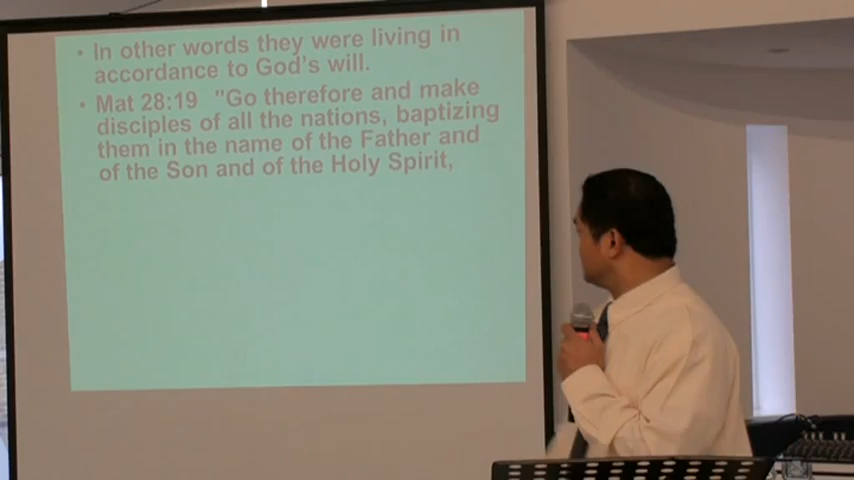 • In other words they were living in
accordance to God's will.
• Mat 28:19 "Go therefore and make
disciples of all the nations, baptizing
them in the name of the Father and
of the Son and of the Holy Spirit,